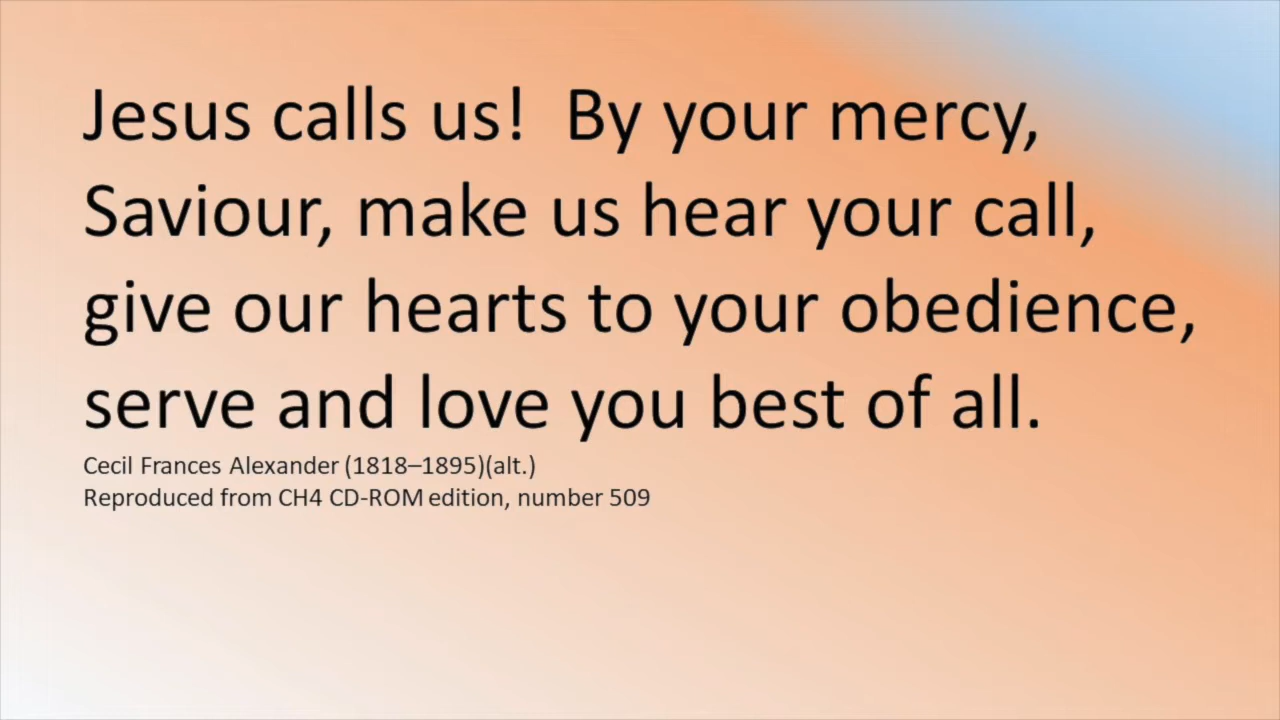 Jesus calls us!  By your mercy,
Saviour, make us hear your call,
give our hearts to your obedience,
serve and love you best of all.
Cecil Frances Alexander (1818–1895)(alt.)
Reproduced from CH4 CD-ROM edition, number 509